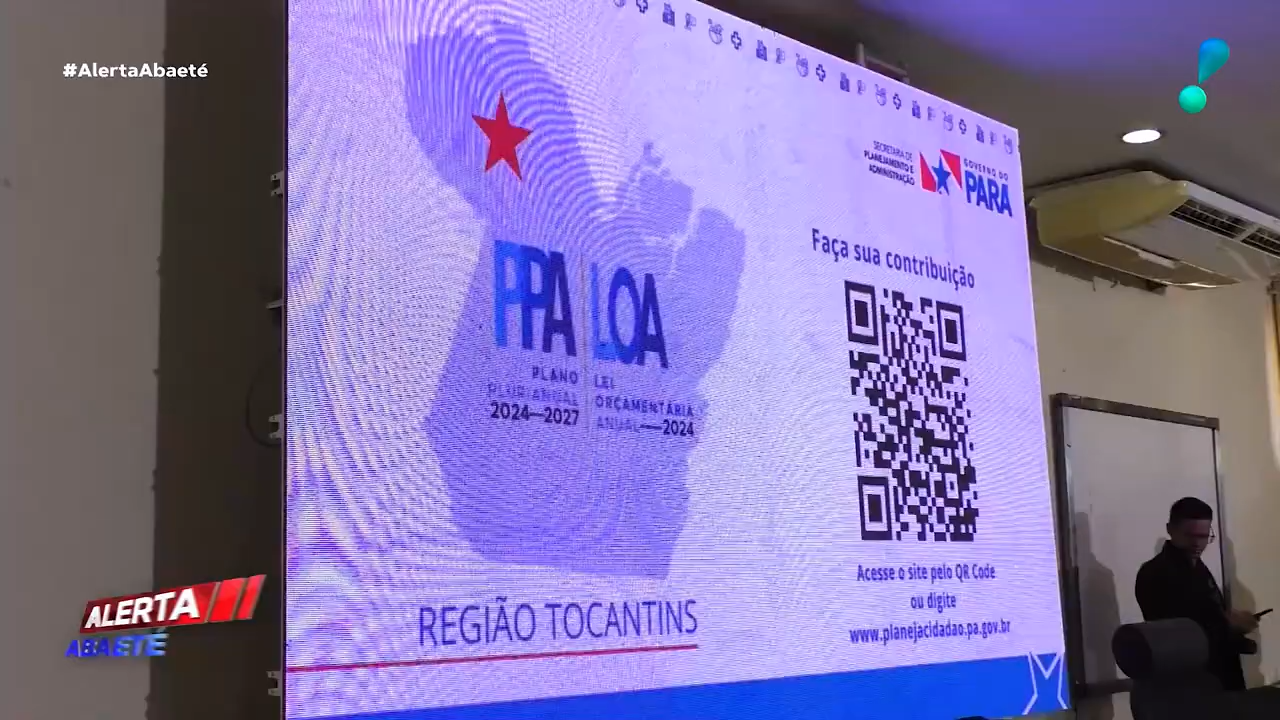 #AlertaAbaeté
SECRETARIA DE
PLANEJAMENTO E
ADMINISTRAÇÃO
GOVERNO DO
PARÁ
Faça sua contribuição
PPA
LOA
PLANO
PLURIANUAL
2024—2027
LEI
ORÇAMENTÁRIA
ANUAL—2024
Acesse o site pelo QR Code
ou digite
www.planejacidadao.pa.gov.br
REGIÃO TOCANTINS
ALERTA
ABAETÉ